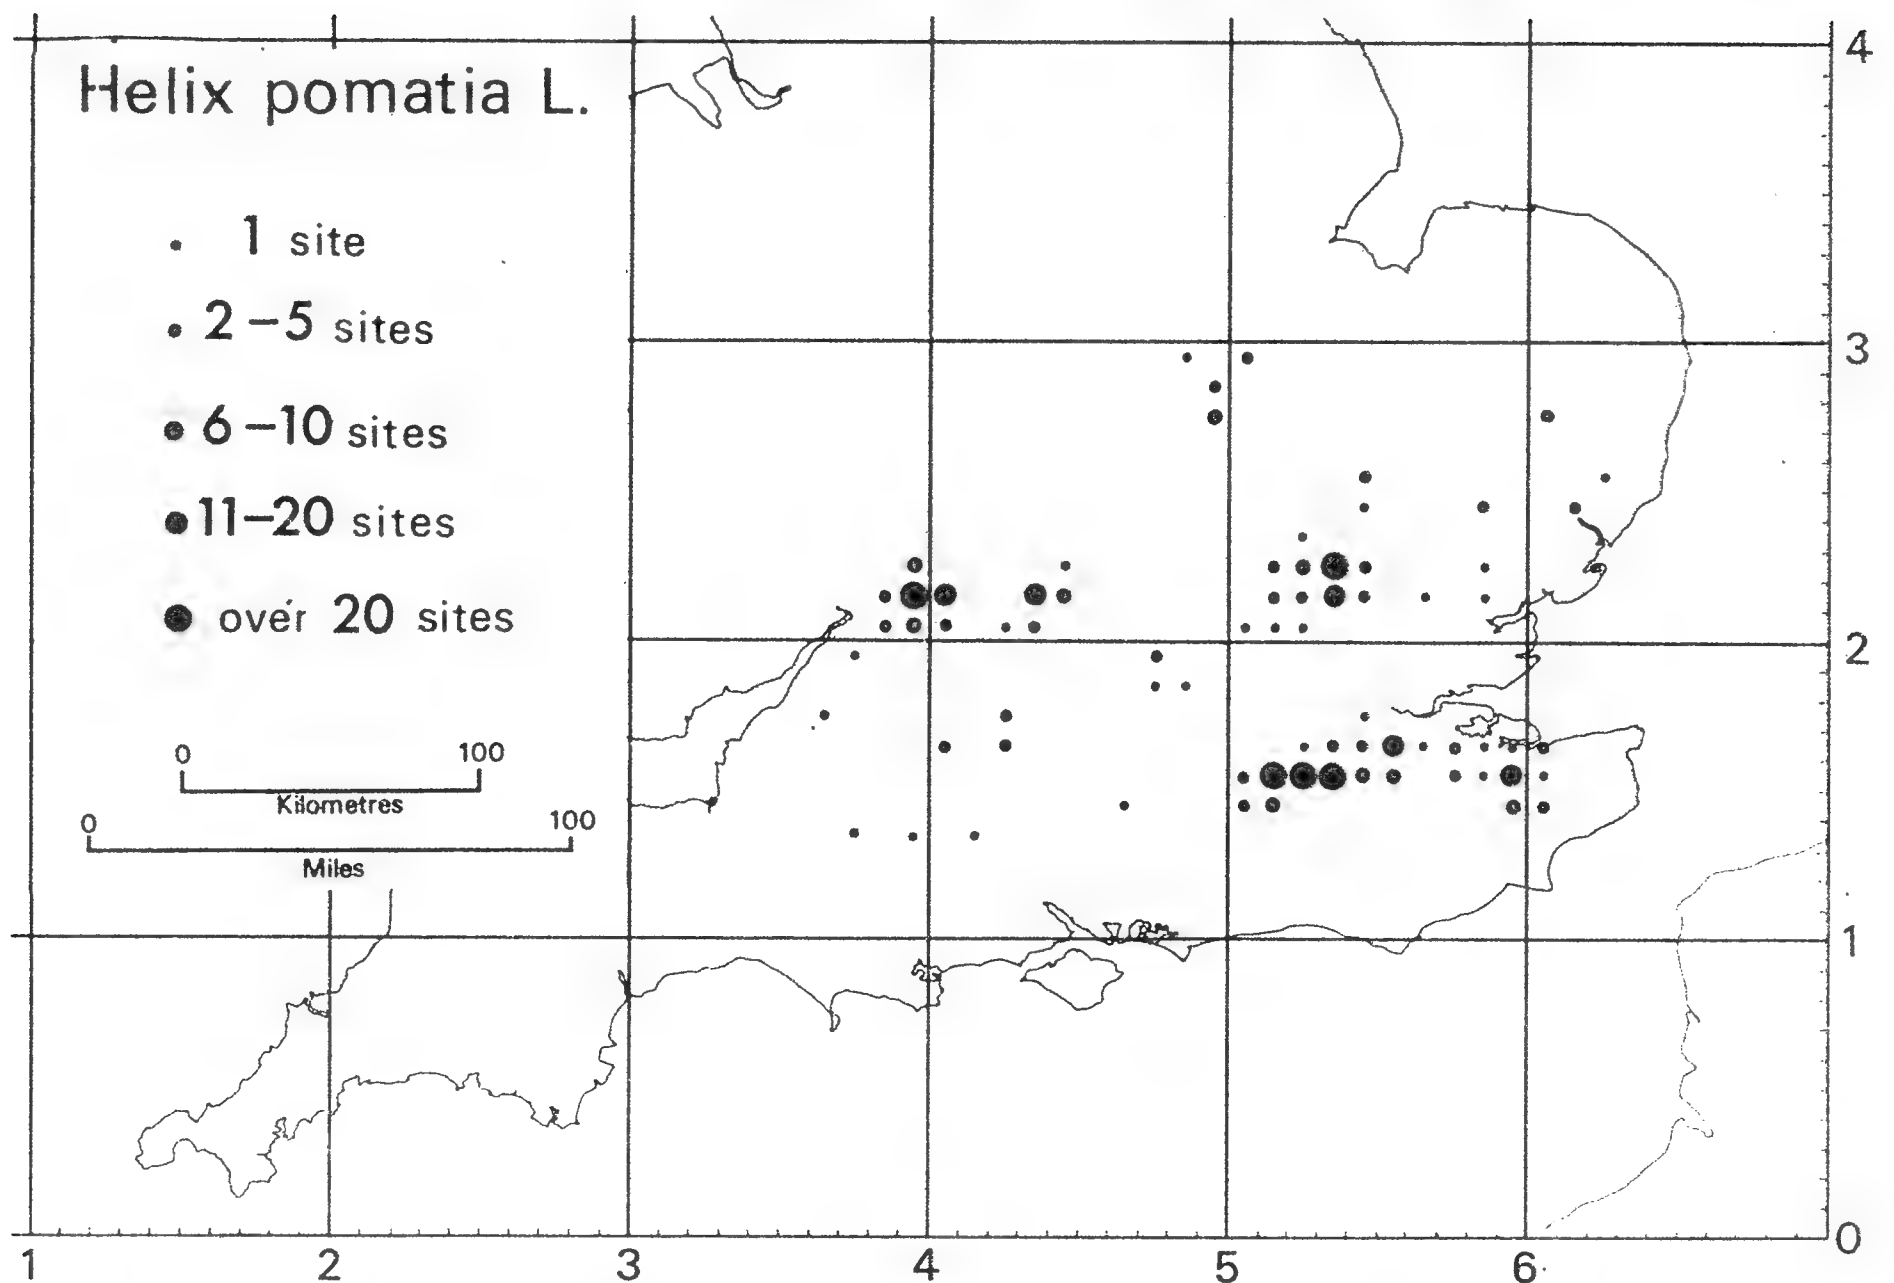 Helix pomatia L.
1 site
2–5 sites
6–10 sites
11–20 sites
over 20 sites
0 100
Kilometres
0 100
Miles
4
3
2
1
0
1 2 3 4 5 6